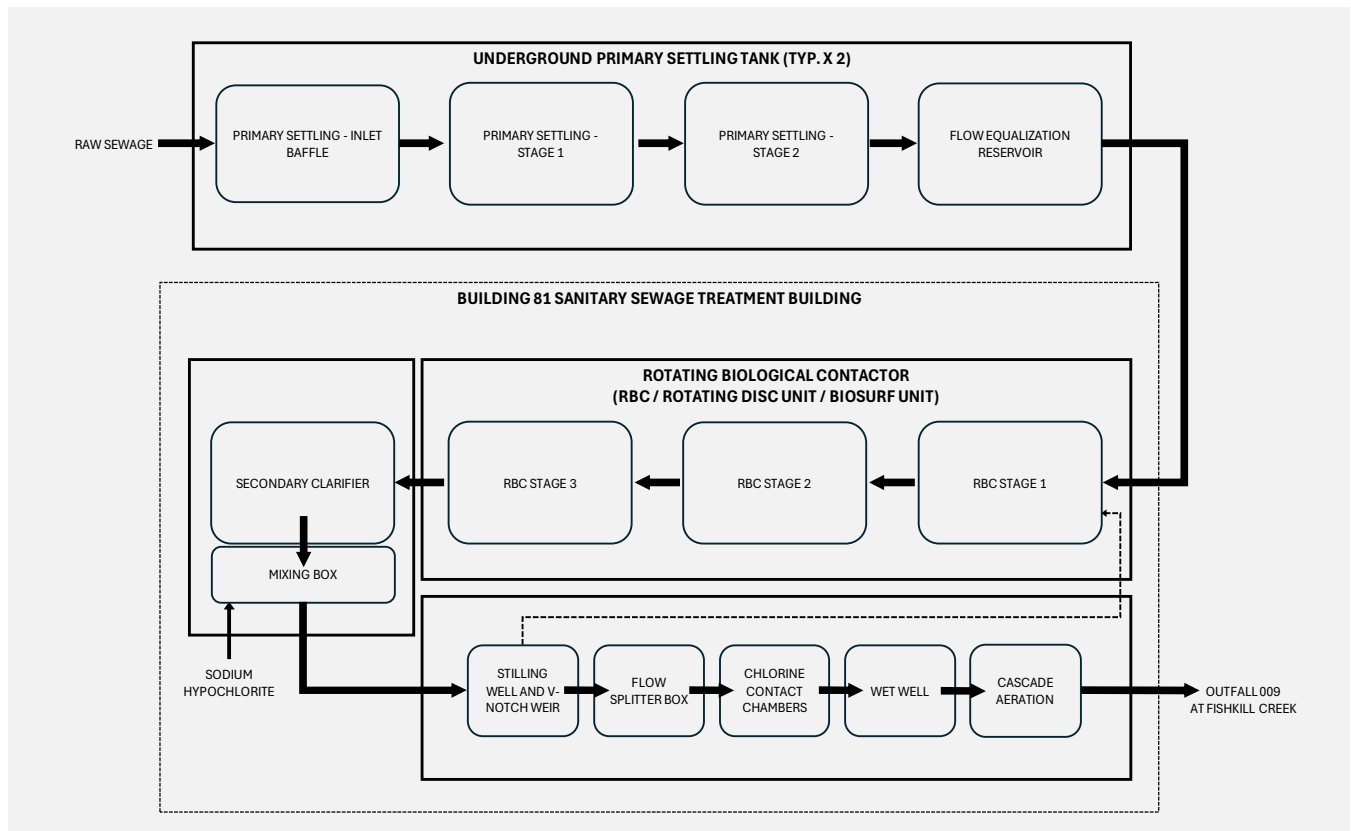 UNDERGROUND PRIMARY SETTLING TANK (TYP. X 2)
RAW SEWAGE
PRIMARY SETTLING - INLET
BAFFLE
PRIMARY SETTLING -
STAGE 1
PRIMARY SETTLING -
STAGE 2
FLOW EQUALIZATION
RESERVOIR
BUILDING 81 SANITARY SEWAGE TREATMENT BUILDING
ROTATING BIOLOGICAL CONTACTOR
(RBC / ROTATING DISC UNIT / BIOSURF UNIT)
SECONDARY CLARIFIER
RBC STAGE 3
RBC STAGE 2
RBC STAGE 1
MIXING BOX
SODIUM
HYPOCHLORITE
STILLING
WELL AND V-
NOTCH WEIR
FLOW
SPLITTER BOX
CHLORINE
CONTACT
CHAMBERS
WET WELL
CASCADE
AERATION
OUTFALL 009
AT FISHKILL CREEK